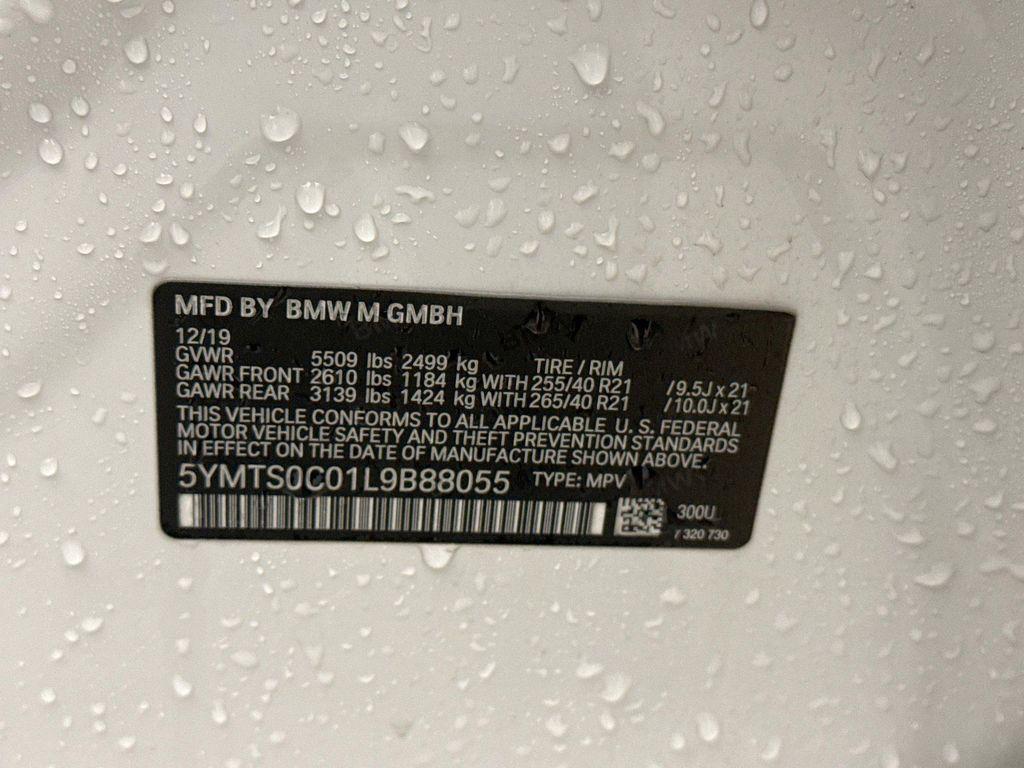 MFD BY BMW M GMBH
12/19
GVWR 5509 lbs 2499 kg TIRE / RIM
GAWR FRONT 2610 lbs 1184 kg WITH 255/40 R21 /9.5J x 21
GAWR REAR 3139 lbs 1424 kg WITH 265/40 R21 /10.0J x 21
THIS VEHICLE CONFORMS TO ALL APPLICABLE U. S. FEDERAL
MOTOR VEHICLE SAFETY AND THEFT PREVENTION STANDARDS
IN EFFECT ON THE DATE OF MANUFACTURE SHOWN ABOVE.
5YMTS0C01L9B88055 TYPE: MPV
300U
7 320 730